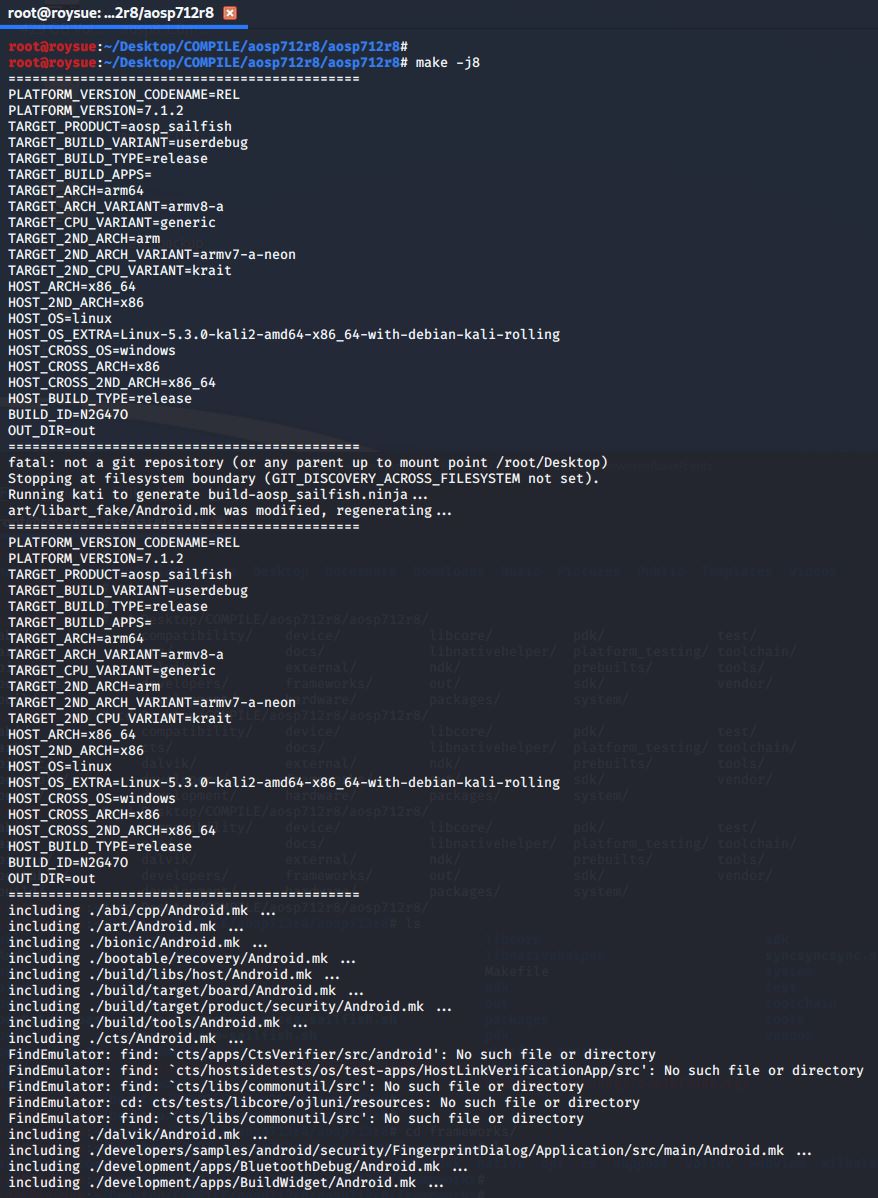 root@roysue: ...2r8/aosp712r8
root@roysue:~/Desktop/COMPILE/aosp712r8/aosp712r8#
root@roysue:~/Desktop/COMPILE/aosp712r8/aosp712r8# make -j8
============================================
PLATFORM_VERSION_CODENAME=REL
PLATFORM_VERSION=7.1.2
TARGET_PRODUCT=aosp_sailfish
TARGET_BUILD_VARIANT=userdebug
TARGET_BUILD_TYPE=release
TARGET_BUILD_APPS=
TARGET_ARCH=arm64
TARGET_ARCH_VARIANT=armv8-a
TARGET_CPU_VARIANT=generic
TARGET_2ND_ARCH=arm
TARGET_2ND_ARCH_VARIANT=armv7-a-neon
TARGET_2ND_CPU_VARIANT=krait
HOST_ARCH=x86_64
HOST_2ND_ARCH=x86
HOST_OS=linux
HOST_OS_EXTRA=Linux-5.3.0-kali2-amd64-x86_64-with-debian-kali-rolling
HOST_CROSS_OS=windows
HOST_CROSS_ARCH=x86
HOST_CROSS_2ND_ARCH=x86_64
HOST_BUILD_TYPE=release
BUILD_ID=N2G47O
OUT_DIR=out
============================================
fatal: not a git repository (or any parent up to mount point /root/Desktop)
Stopping at filesystem boundary (GIT_DISCOVERY_ACROSS_FILESYSTEM not set).
Running kati to generate build-aosp_sailfish.ninja...
art/libart_fake/Android.mk was modified, regenerating...
============================================
PLATFORM_VERSION_CODENAME=REL
PLATFORM_VERSION=7.1.2
TARGET_PRODUCT=aosp_sailfish
TARGET_BUILD_VARIANT=userdebug
TARGET_BUILD_TYPE=release
TARGET_BUILD_APPS=
TARGET_ARCH=arm64
TARGET_ARCH_VARIANT=armv8-a
TARGET_CPU_VARIANT=generic
TARGET_2ND_ARCH=arm
TARGET_2ND_ARCH_VARIANT=armv7-a-neon
TARGET_2ND_CPU_VARIANT=krait
HOST_ARCH=x86_64
HOST_2ND_ARCH=x86
HOST_OS=linux
HOST_OS_EXTRA=Linux-5.3.0-kali2-amd64-x86_64-with-debian-kali-rolling
HOST_CROSS_OS=windows
HOST_CROSS_ARCH=x86
HOST_CROSS_2ND_ARCH=x86_64
HOST_BUILD_TYPE=release
BUILD_ID=N2G47O
OUT_DIR=out
============================================
including ./abi/cpp/Android.mk ...
including ./art/Android.mk ...
including ./bionic/Android.mk ...
including ./bootable/recovery/Android.mk ...
including ./build/libs/host/Android.mk ...
including ./build/target/board/Android.mk ...
including ./build/target/product/security/Android.mk ...
including ./build/tools/Android.mk ...
including ./cts/Android.mk ...
FindEmulator: find: `cts/apps/CtsVerifier/src/android': No such file or directory
FindEmulator: find: `cts/hostsidetests/os/test-apps/HostLinkVerificationApp/src': No such file or directory
FindEmulator: find: `cts/libs/commonutil/src': No such file or directory
FindEmulator: cd: cts/tests/libcore/ojluni/resources: No such file or directory
FindEmulator: find: `cts/libs/commonutil/src': No such file or directory
including ./dalvik/Android.mk ...
including ./developers/samples/android/security/FingerprintDialog/Application/src/main/Android.mk ...
including ./development/apps/BluetoothDebug/Android.mk ...
including ./development/apps/BuildWidget/Android.mk ...